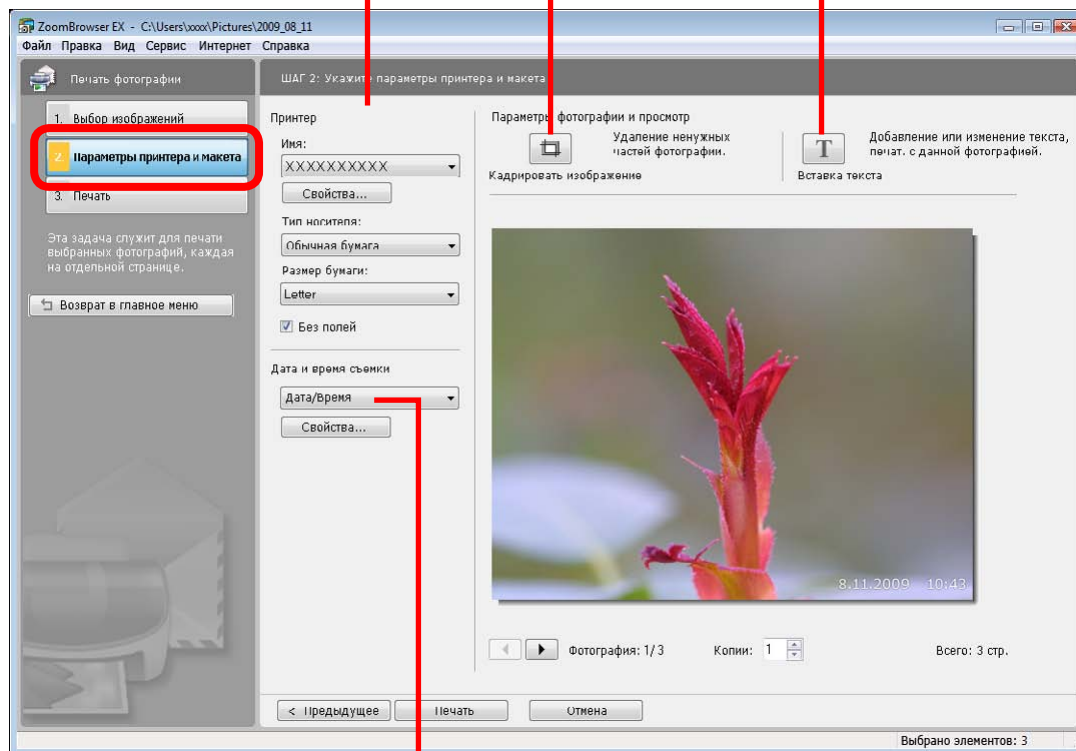 ZoomBrowser EX - C:\Users\xxxx\Pictures\2009_08_11
Файл Правка Вид Сервис Интернет Справка
Печать фотографии
1. Выбор изображений
2. Параметры принтера и макета
3. Печать
Эта задача служит для печати
выбранных фотографий, каждая
на отдельной странице.
Возврат в главное меню
ШАГ 2: Укажите параметры принтера и макета
Принтер
Имя:
XXXXXXXXXX
Свойства...
Тип носителя:
Обычная бумага
Размер бумаги:
Letter
Без полей
Дата и время съемки
Дата/Время
Свойства...
Параметры фотографии и просмотр
Удаление ненужных
частей фотографии.
Кадрировать изображение
T
Добавление или изменение текста,
печат. с данной фотографией.
Вставка текста
8.11.2009 10:43
Фотография: 1/3 Копии: 1 Всего: 3 стр.
< Предыдущее Печать Отмена
Выбрано элементов: 3